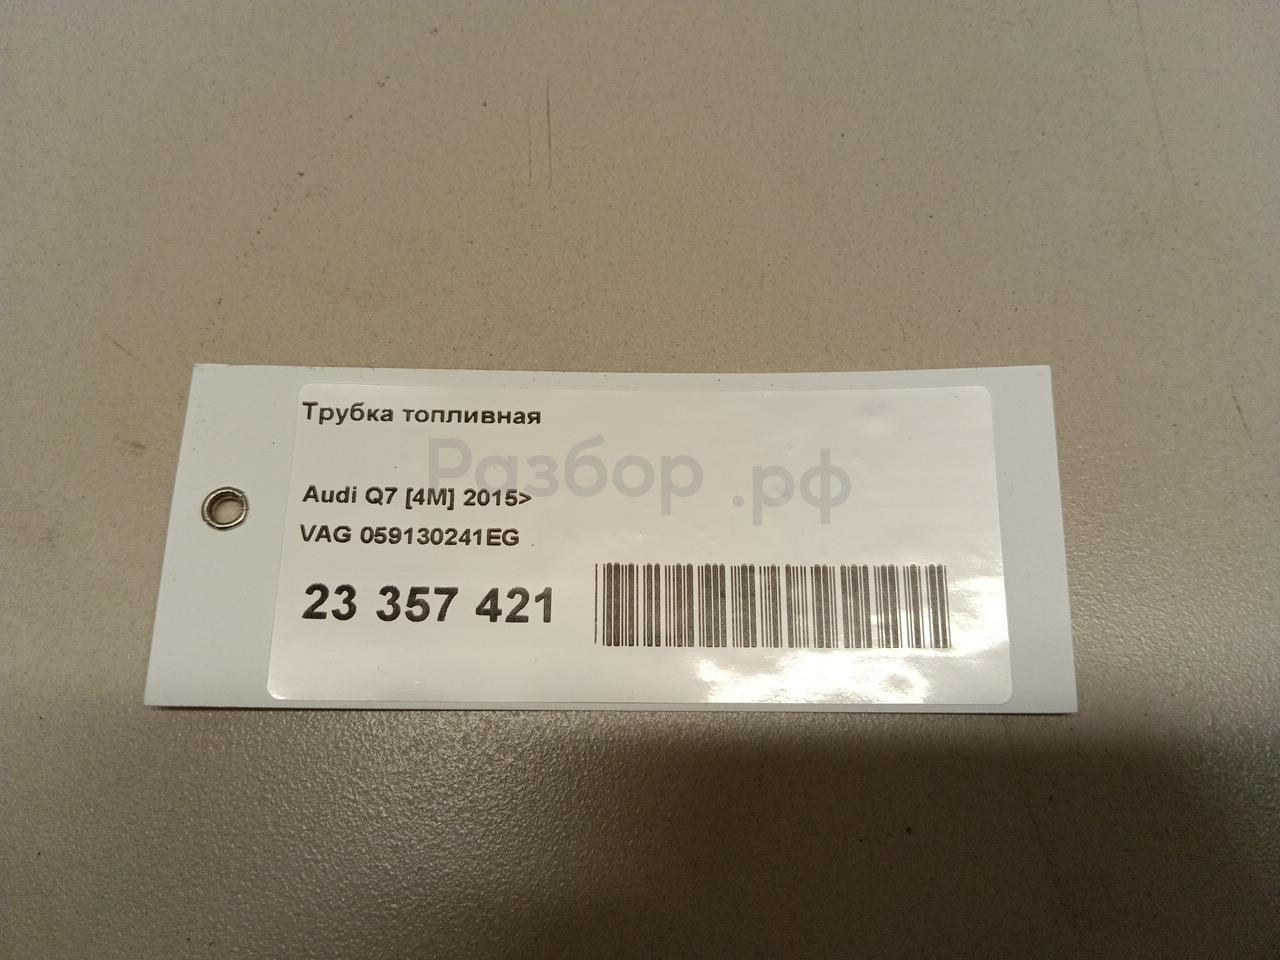 Трубка топливная
Разбор.рф
Audi Q7 [4M] 2015>
VAG 059130241EG
23 357 421